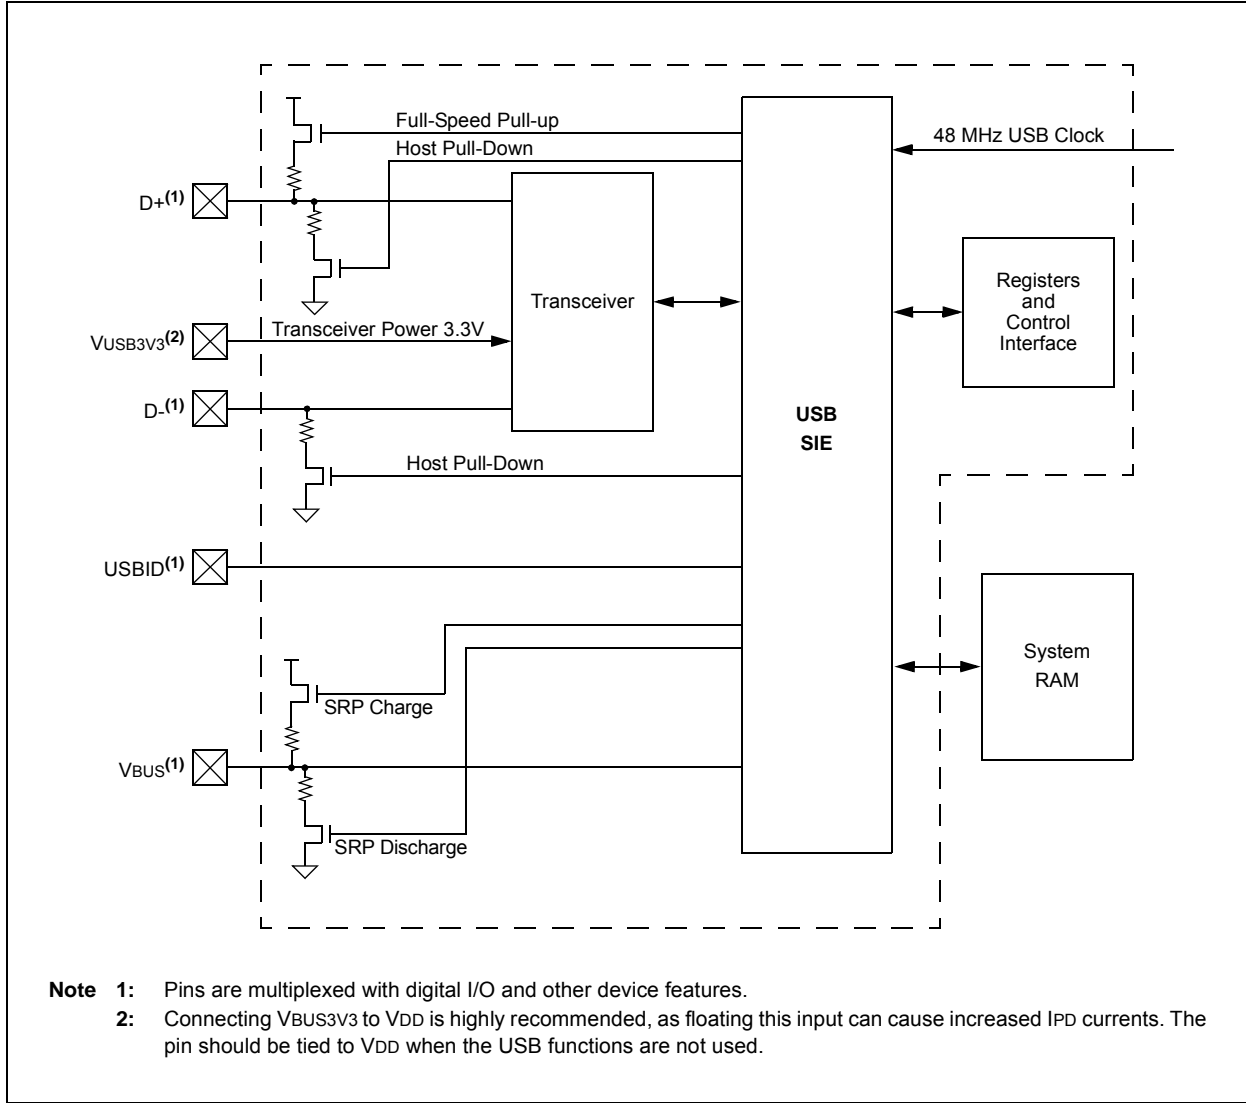 Full-Speed Pull-up
Host Pull-Down
48 MHz USB Clock
D+(1)
Transceiver
Registers
and
Control
Interface
Transceiver Power 3.3V
VUSB3V3(2)
D-(1)
USB
SIE
Host Pull-Down
USBID(1)
System
RAM
SRP Charge
VBUS(1)
SRP Discharge
Note 1: Pins are multiplexed with digital I/O and other device features.
2: Connecting VBUS3V3 to VDD is highly recommended, as floating this input can cause increased IPD currents. The
pin should be tied to VDD when the USB functions are not used.